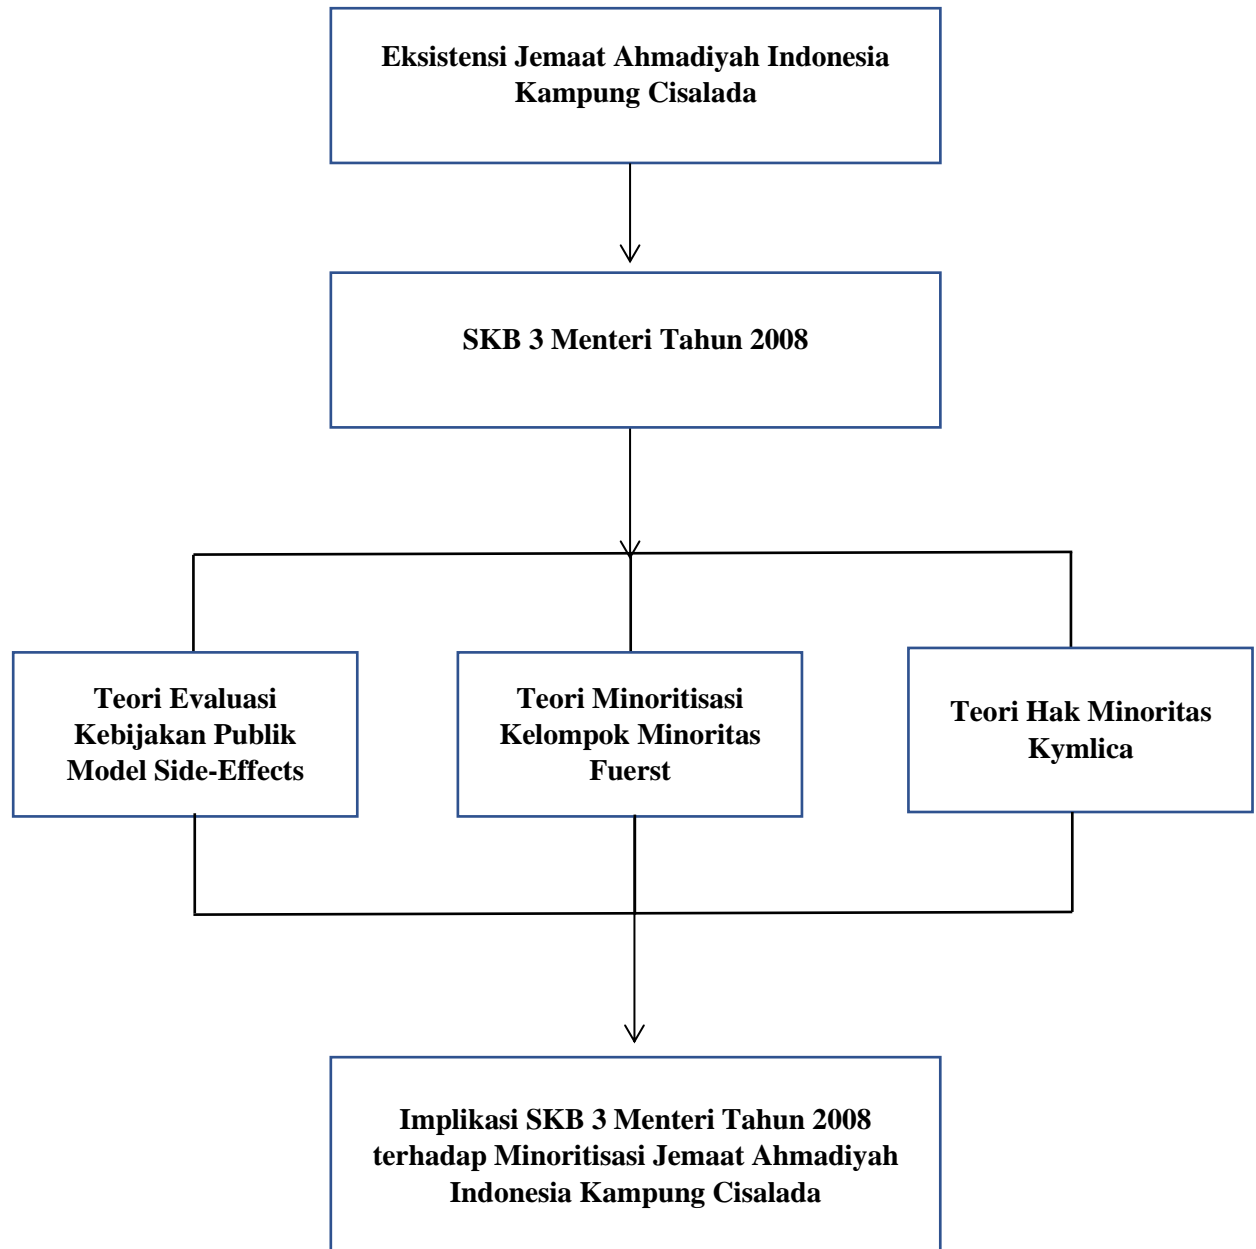 Eksistensi Jemaat Ahmadiyah Indonesia
Kampung Cisalada
SKB 3 Menteri Tahun 2008
Teori Evaluasi
Kebijakan Publik
Model Side-Effects
Teori Minoritisasi
Kelompok Minoritas
Fuerst
Teori Hak Minoritas
Kymlica
Implikasi SKB 3 Menteri Tahun 2008
terhadap Minoritisasi Jemaat Ahmadiyah
Indonesia Kampung Cisalada